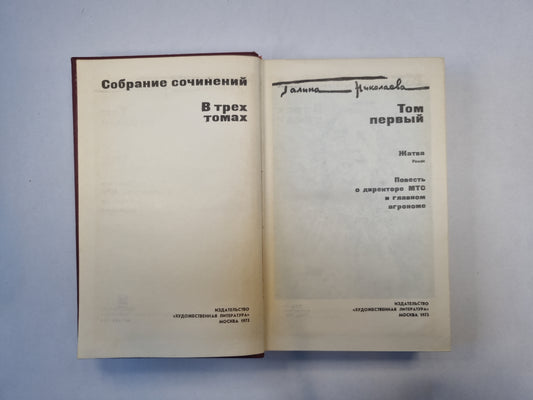 Собрание сочинений
В трех
томах
ИЗДАТЕЛЬСТВО
«ХУДОЖЕСТВЕННАЯ ЛИТЕРАТУРА»
МОСКВА 1972
Галина Николаева
Том
первый
Жатва
Роман
Повесть
о директоре МТС
и главном
агрономе
ИЗДАТЕЛЬСТВО
«ХУДОЖЕСТВЕННАЯ ЛИТЕРАТУРА»
МОСКВА 1972